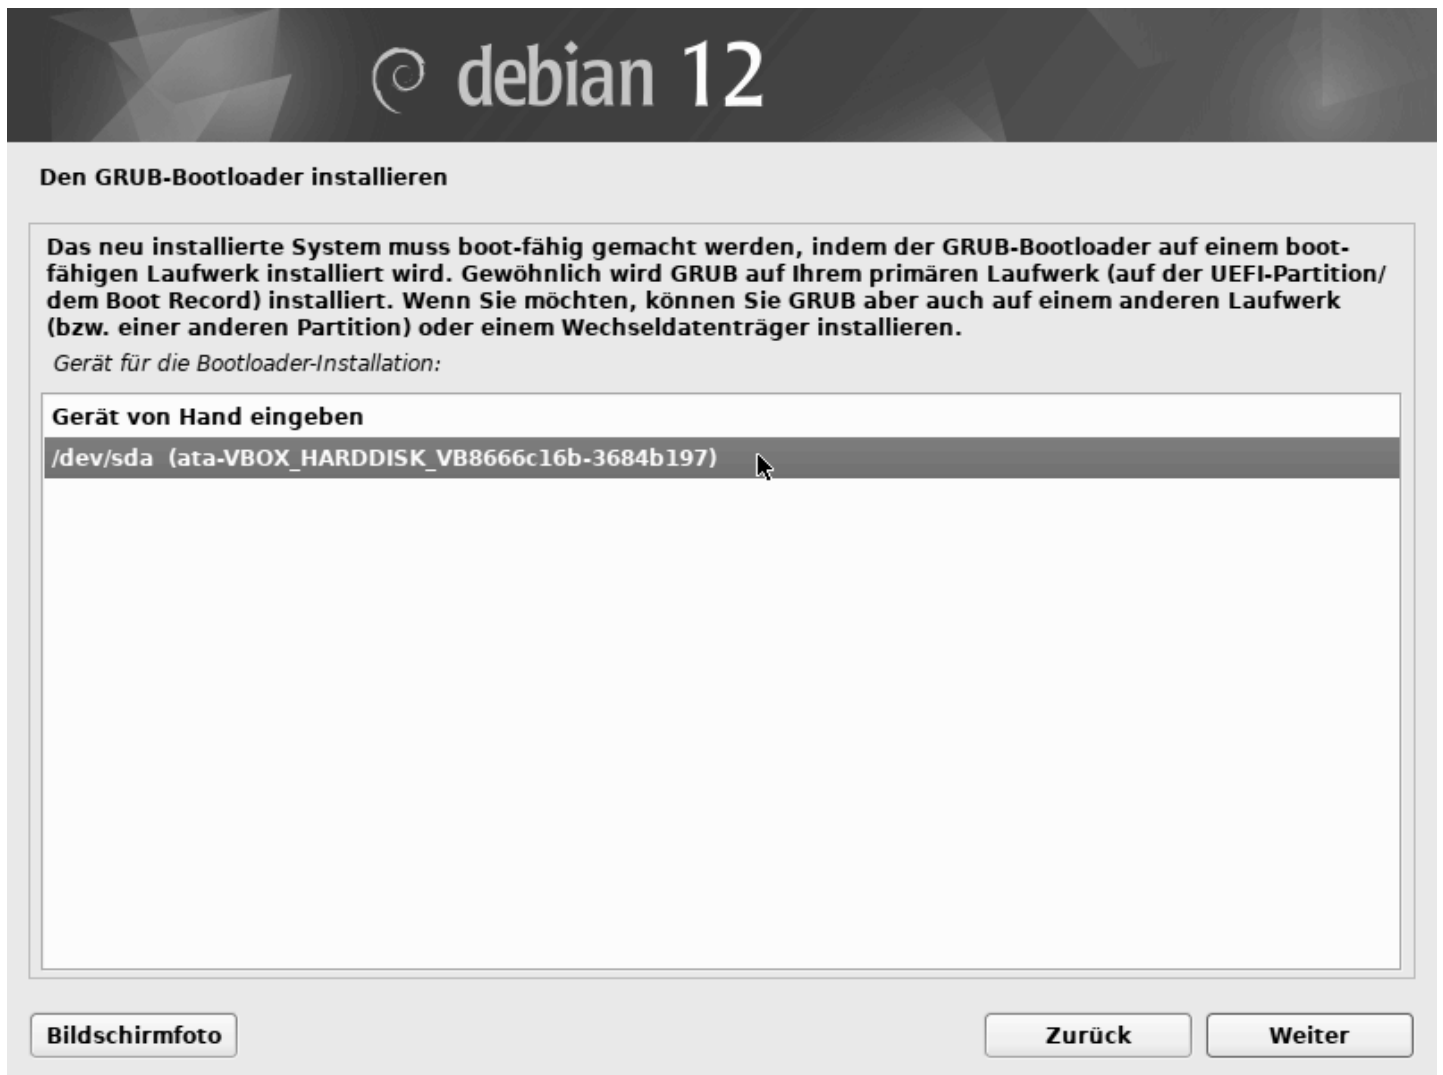 debian 12
Den GRUB-Bootloader installieren
Das neu installierte System muss boot-fähig gemacht werden, indem der GRUB-Bootloader auf einem boot-
fähigen Laufwerk installiert wird. Gewöhnlich wird GRUB auf Ihrem primären Laufwerk (auf der UEFI-Partition/
dem Boot Record) installiert. Wenn Sie möchten, können Sie GRUB aber auch auf einem anderen Laufwerk
(bzw. einer anderen Partition) oder einem Wechseldatenträger installieren.
Gerät für die Bootloader-Installation:
Gerät von Hand eingeben
/dev/sda  (ata-VBOX_HARDDISK_VB8666c16b-3684b197)
Bildschirmfoto
Zurück
Weiter